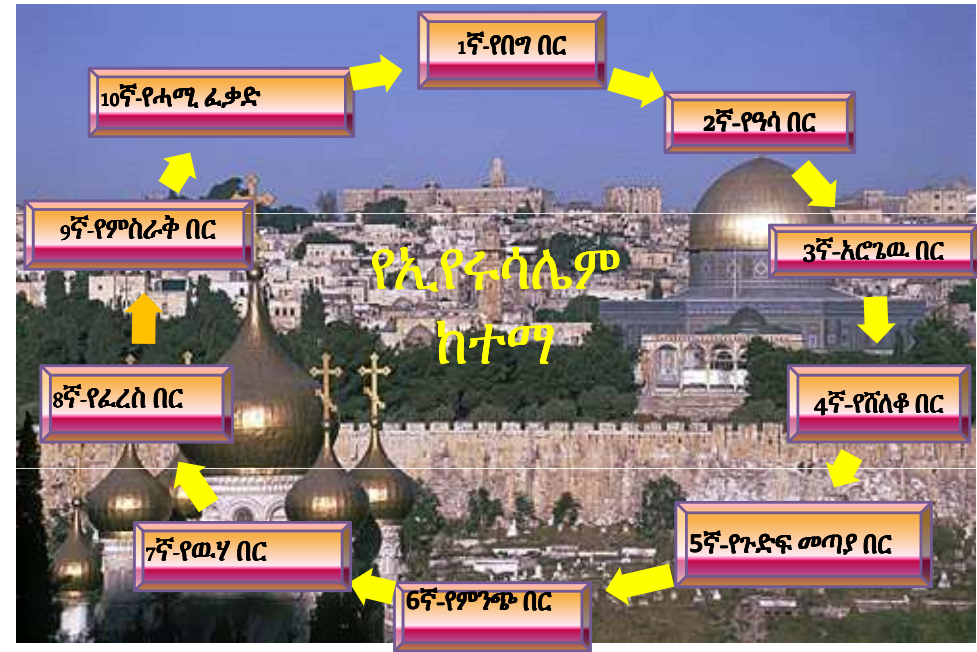 1ኛ-የበግ በር
2ኛ-የዓሳ በር
3ኛ-አሮጌዉ በር
4ኛ-የሸለቆ በር
5ኛ-የጉድፍ መጣያ በር
6ኛ-የምንጭ በር
7ኛ-የዉሃ በር
8ኛ-የፈረስ በር
9ኛ-የምስራቅ በር
10ኛ-የሓሚ ፈቃድ
የኢየሩሳሌም
ከተማ